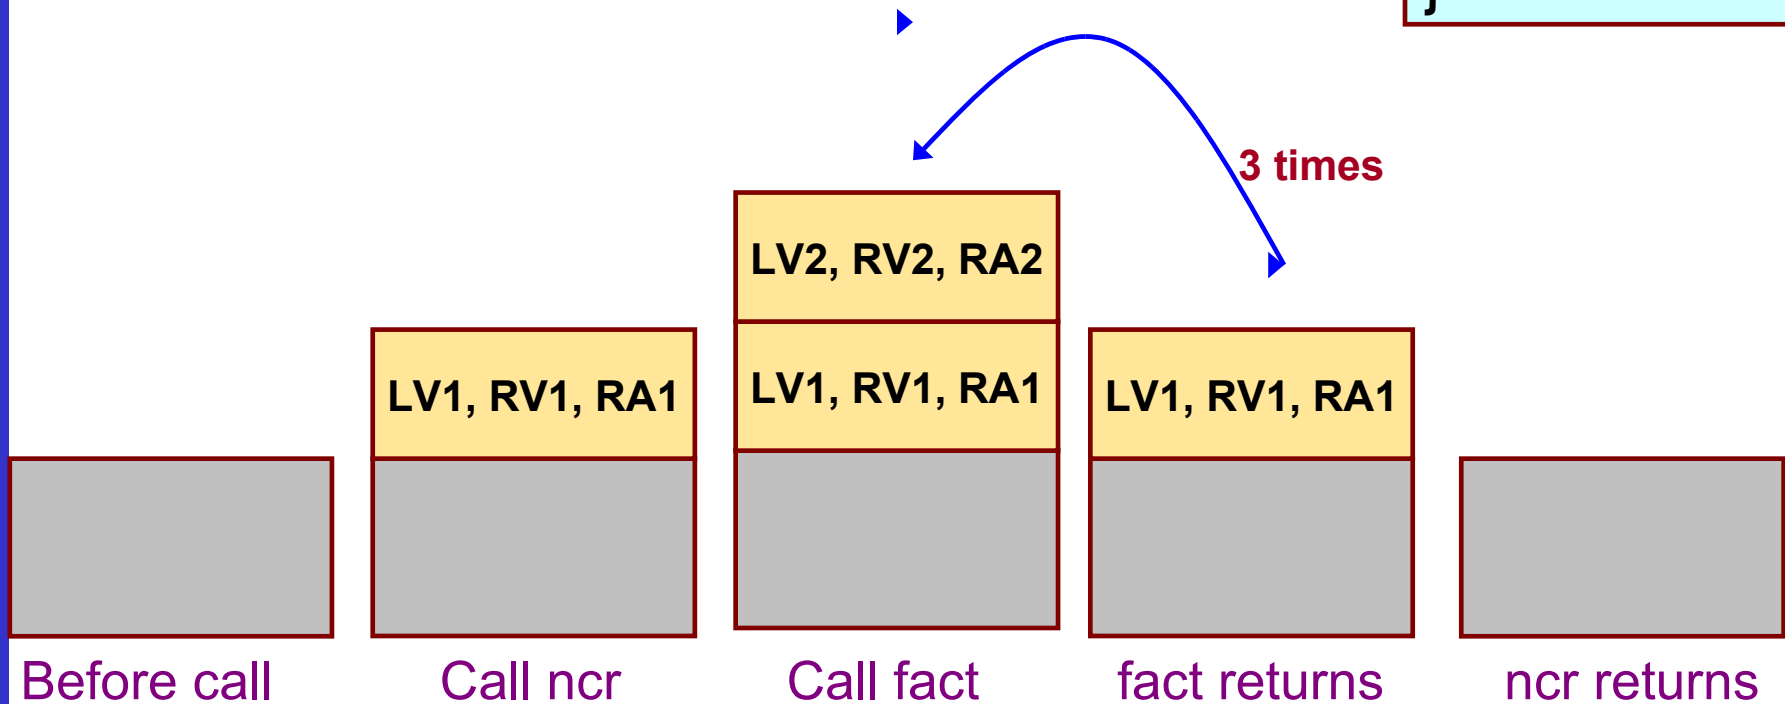 }
3 times
LV2, RV2, RA2
LV1, RV1, RA1
LV1, RV1, RA1
LV1, RV1, RA1
Before call
Call ncr
Call fact
fact returns
ncr returns